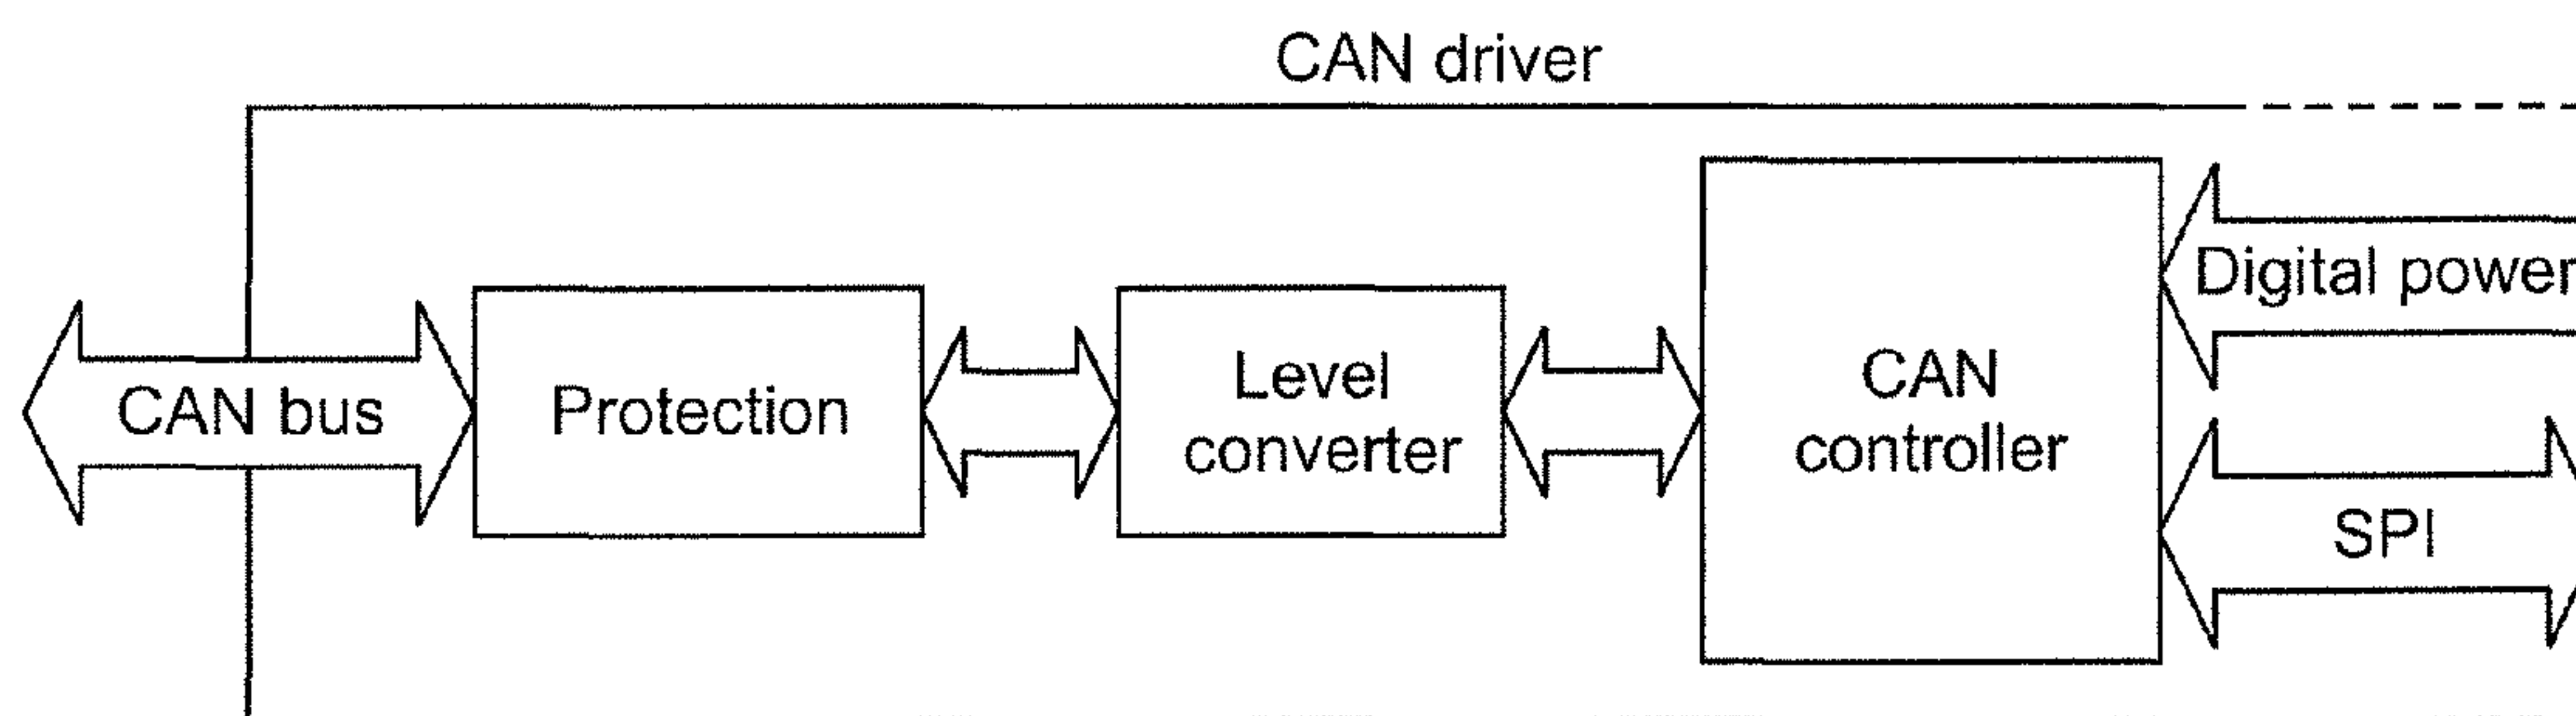 CAN driver
CAN bus
Protection
Level
converter
CAN
controller
Digital power
SPI